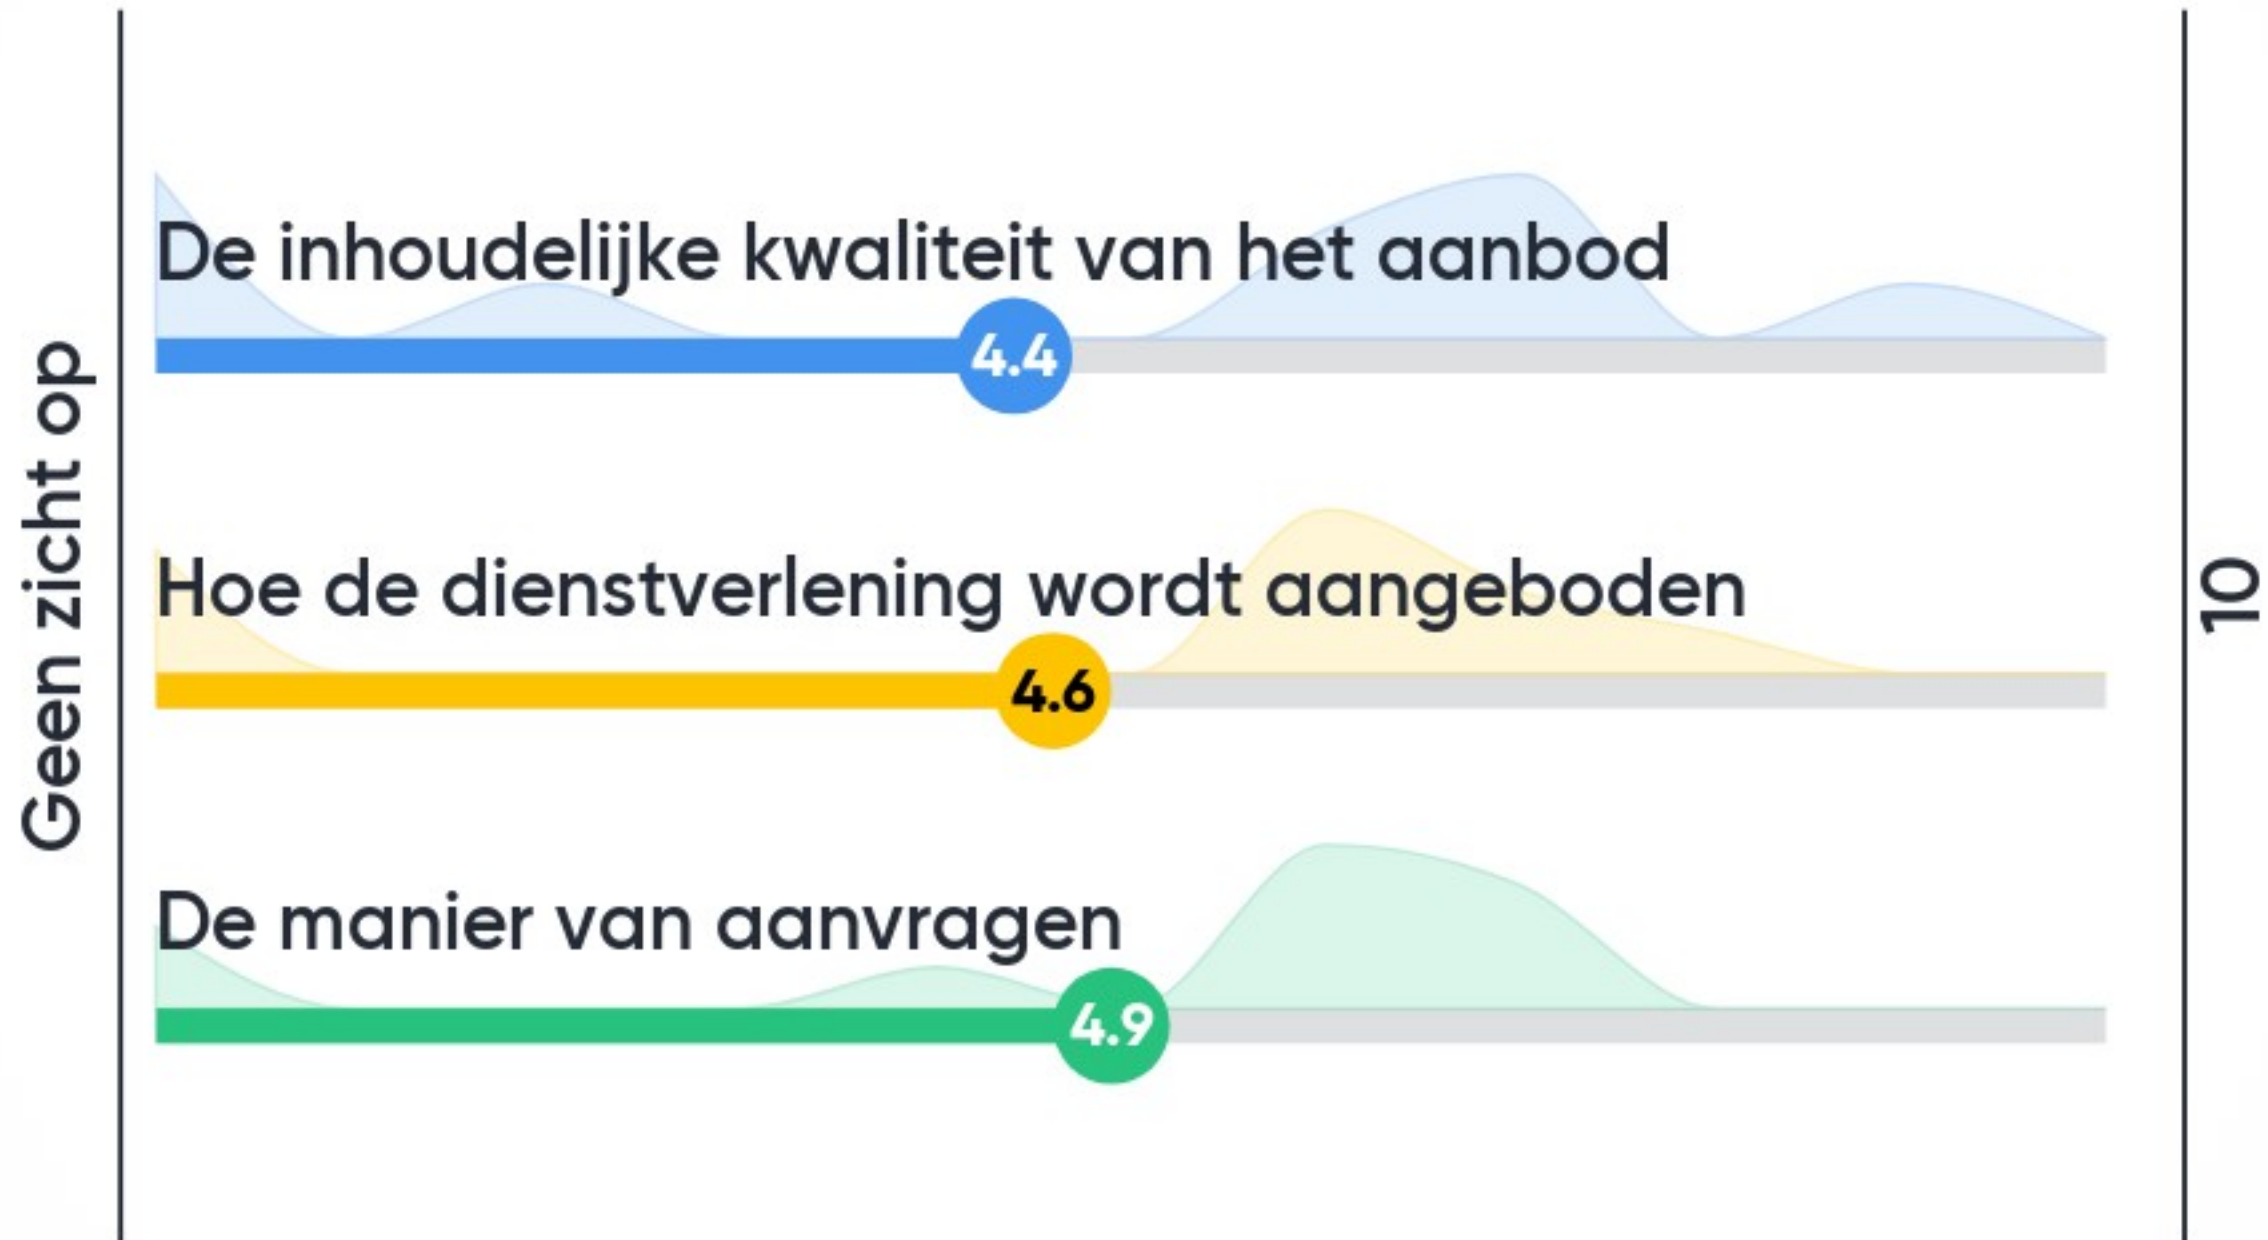 Geen zicht op
De inhoudelijke kwaliteit van het aanbod
4.4
Hoe de dienstverlening wordt aangeboden
4.6
De manier van aanvragen
4.9
10